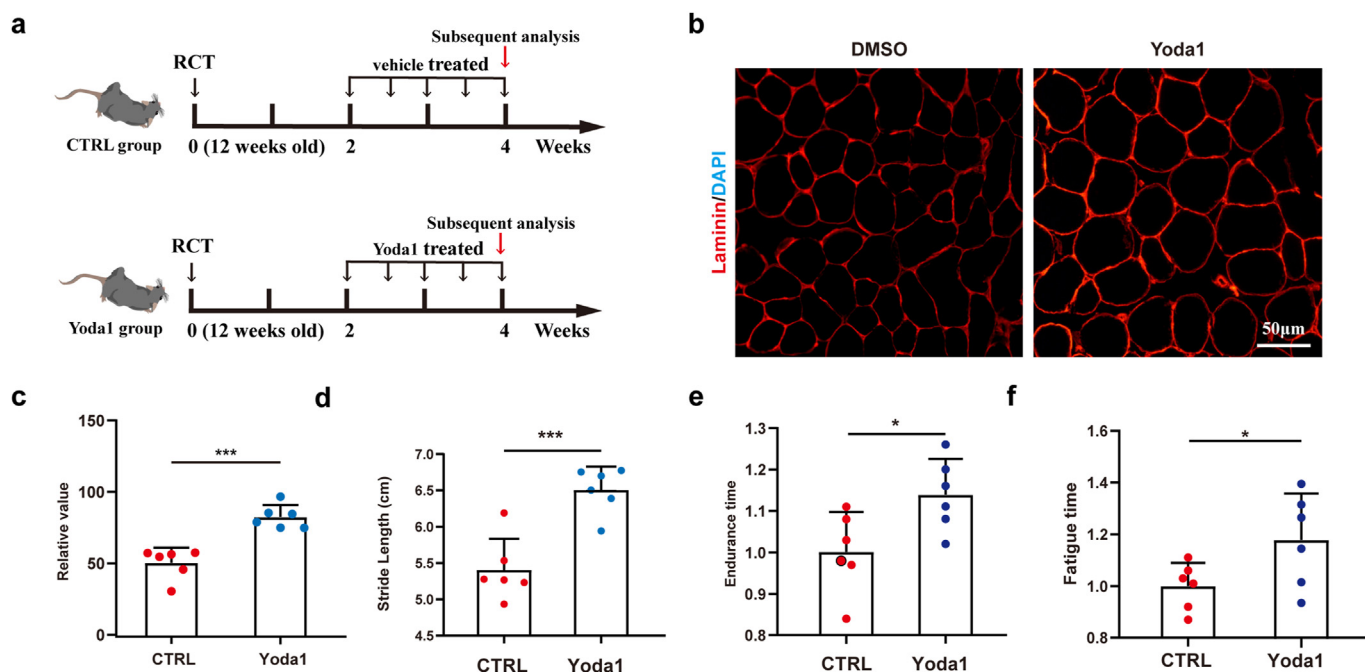 a
Subsequent analysis
RCT
vehicle treated
CTRL group
0 (12 weeks old) 2 4 Weeks
Subsequent analysis
RCT
Yoda1 treated
Yoda1 group
0 (12 weeks old) 2 4 Weeks
b
DMSO Yoda1
Laminin/DAPI
50μm
c
Relative value
150
100
50
0
***
CTRL Yoda1
d
Stride Length (cm)
7.0
6.5
6.0
5.5
5.0
4.5
***
CTRL Yoda1
e
Endurance time
1.3
1.2
1.1
1.0
0.9
0.8
*
CTRL Yoda1
f
Fatigue time
1.6
1.4
1.2
1.0
0.8
*
CTRL Yoda1